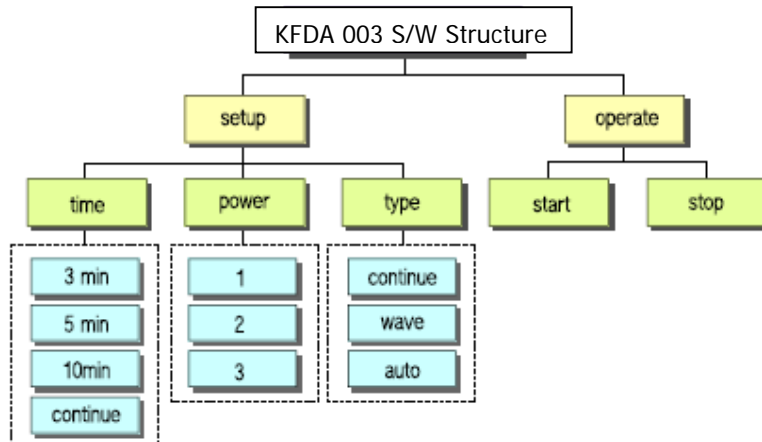 KFDA 003 S/W Structure
setup
operate
time
power
type
start
stop
3 min
1
continue
5 min
2
wave
10min
3
auto
continue